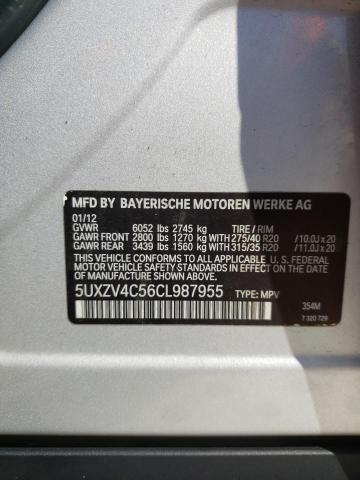 MFD BY BAYERISCHE MOTOREN WERKE AG
01/12
GVWR 6052 lbs 2745 kg TIRE / RIM
GAWR FRONT 2800 lbs 1270 kg WITH 275/40 R20 /10.0J x 20
GAWR REAR 3439 lbs 1560 kg WITH 315/35 R20 /11.0J x 20
THIS VEHICLE CONFORMS TO ALL APPLICABLE
U.S. FEDERAL MOTOR VEHICLE SAFETY STANDARDS
IN EFFECT ON THE DATE OF MANUFACTURE SHOWN ABOVE.
5UXZV4C56CL987955 TYPE: MPV 354M
7 320 729